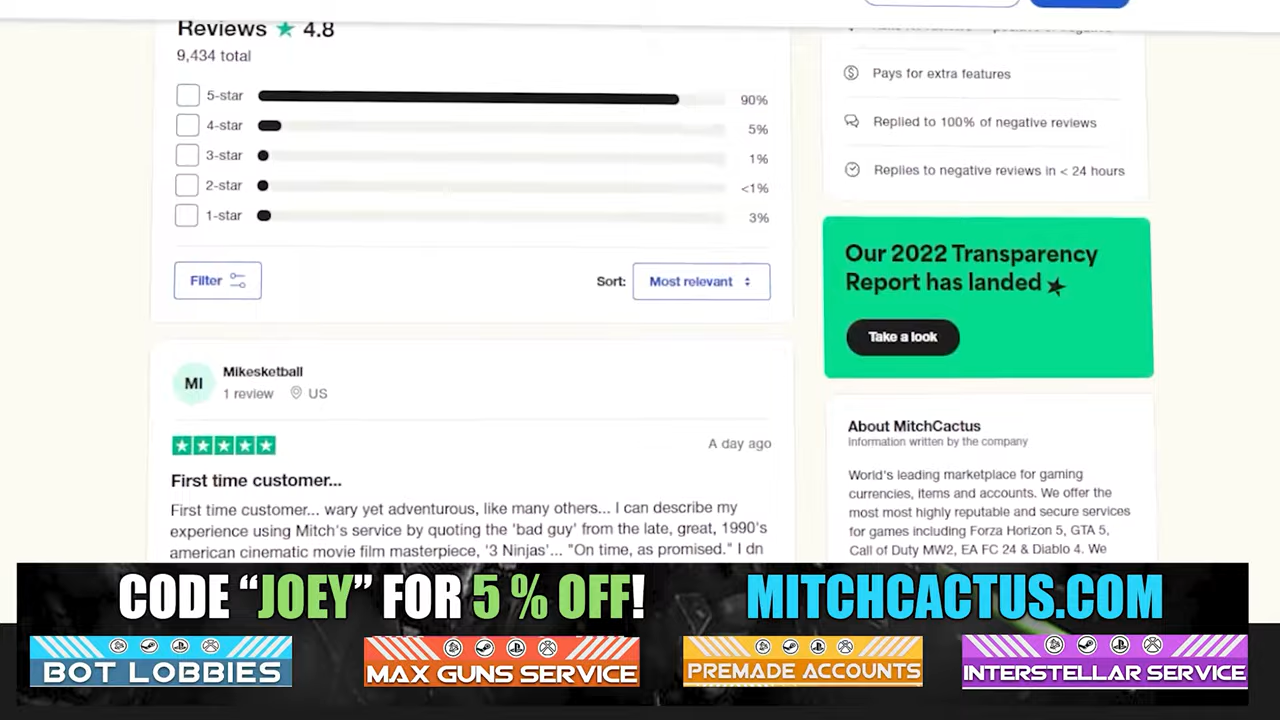 Reviews ★ 4.8
9,434 total
5-star 90%
4-star 5%
3-star 1%
2-star <1%
1-star 3%
Filter
Sort: Most relevant
MI
Mikesketball
1 review US
A day ago
First time customer...
First time customer... wary yet adventurous, like many others... I can describe my
experience using Mitch's service by quoting the 'bad guy' from the late, great, 1990's
american cinematic movie film masterpiece, '3 Ninjas'... "On time, as promised." I dn
Pays for extra features
Replied to 100% of negative reviews
Replies to negative reviews in < 24 hours
Our 2022 Transparency
Report has landed
Take a look
About MitchCactus
Information written by the company
World's leading marketplace for gaming
currencies, items and accounts. We offer the
most most highly reputable and secure services
for games including Forza Horizon 5, GTA 5,
Call of Duty MW2, EA FC 24 & Diablo 4. We
CODE “JOEY” FOR 5 % OFF!
MITCHCACTUS.COM
BOT LOBBIES
MAX GUNS SERVICE
PREMADE ACCOUNTS
INTERSTELLAR SERVICE